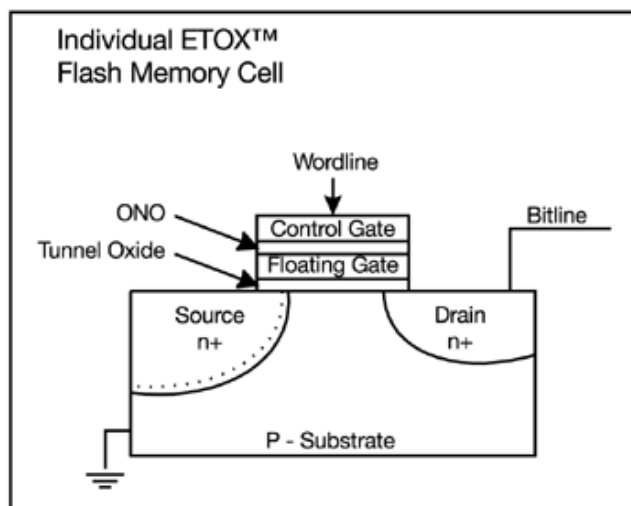 Individual ETOX™
Flash Memory Cell
Wordline
ONO
Control Gate
Bitline
Tunnel Oxide
Floating Gate
Source
n+
Drain
n+
P - Substrate